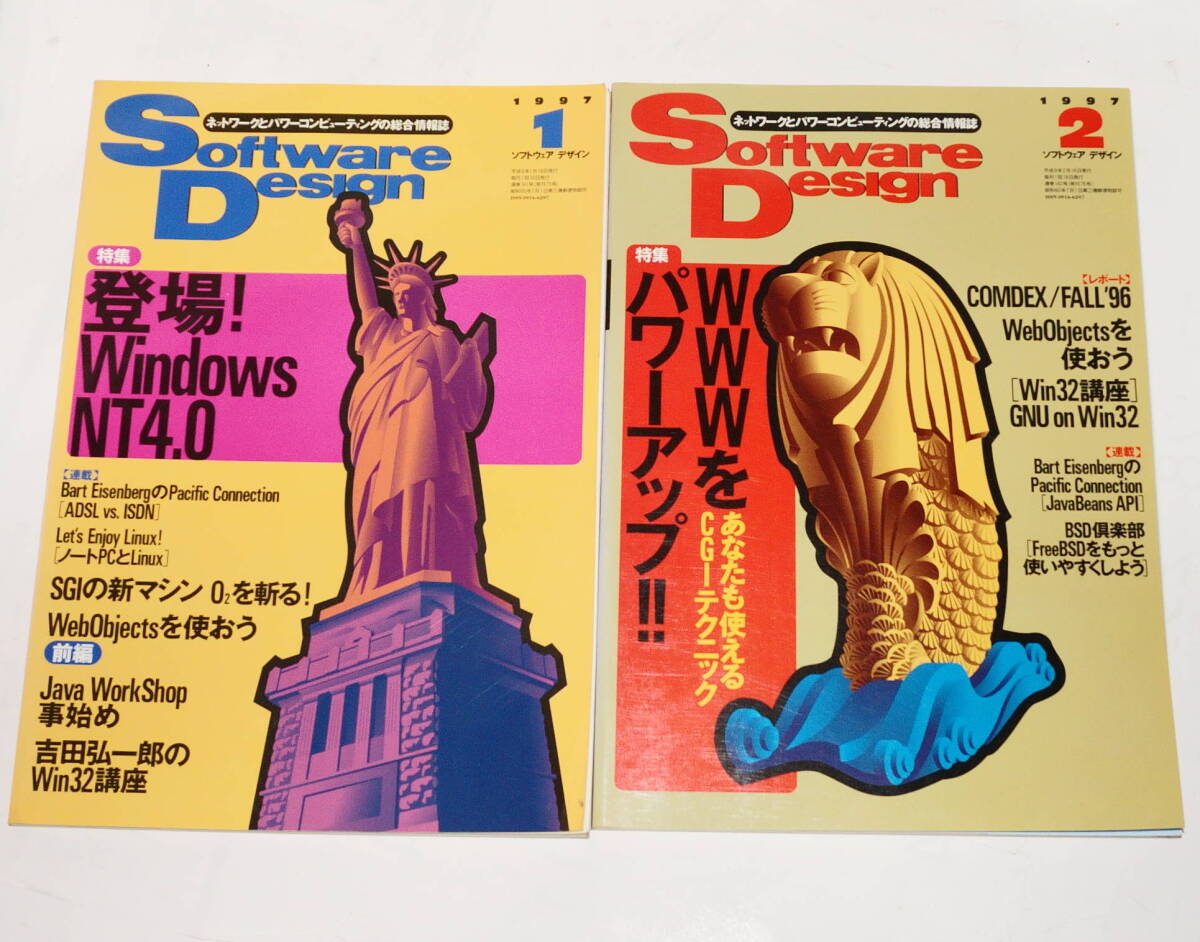 1997
1
ネットワークとパワーコンピューティングの総合情報誌
Software
Design
ソフトウェア デザイン
ISSN 0916-6297
特集
登場!
Windows
NT4.0
【連載】
Bart EisenbergのPacific Connection
[ADSL vs. ISDN]
Let's Enjoy Linux!
[ノートPCとLinux]
SGIの新マシン O2を斬る!
WebObjectsを使おう
前編
Java WorkShop
事始め
吉田弘一郎の
Win32講座
1997
2
ネットワークとパワーコンピューティングの総合情報誌
Software
Design
ソフトウェア デザイン
ISSN 0916-6297
特集
WWWを
パワーアップ!!
あなたも使える
CGIーテクニック
【レポート】
COMDEX/FALL'96
WebObjectsを
使おう
[Win32講座]
GNU on Win32
【連載】
Bart Eisenbergの
Pacific Connection
[JavaBeans API]
BSD倶楽部
[FreeBSDをもっと
使いやすくしよう]